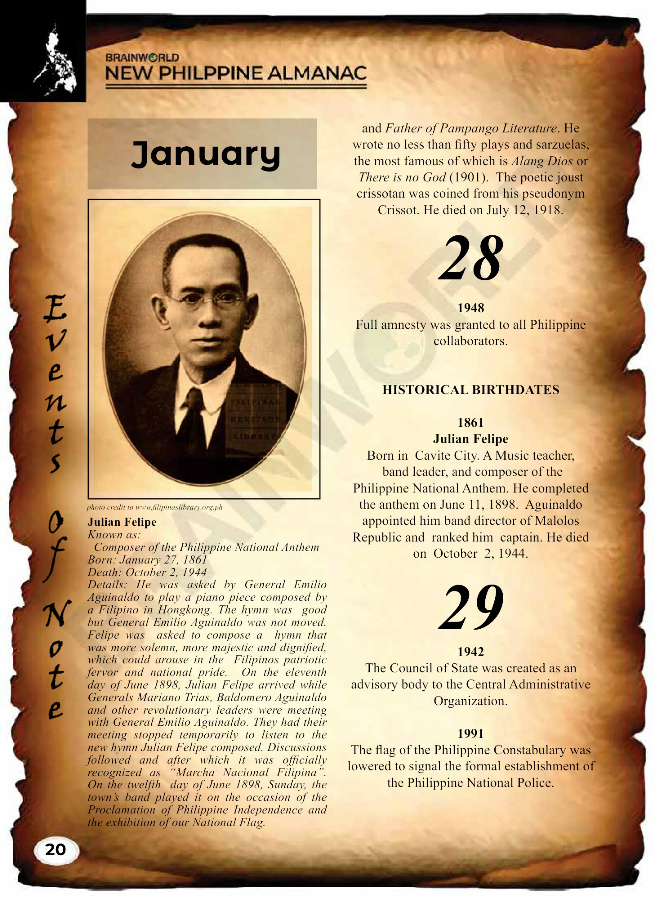 BRAINWORLD
NEW PHILPPINE ALMANAC
January
Events of Note
FILIPINAS
HERITAGE
LIBRARY
photo credit to www.filipinaslibrary.org.ph
Julian Felipe
Known as:
Composer of the Philippine National Anthem
Born: January 27, 1861
Death: October 2, 1944
Details: He was asked by General Emilio
Aguinaldo to play a piano piece composed by
a Filipino in Hongkong. The hymn was good
but General Emilio Aguinaldo was not moved.
Felipe was asked to compose a hymn that
was more solemn, more majestic and dignified,
which could arouse in the Filipinos patriotic
fervor and national pride. On the eleventh
day of June 1898, Julian Felipe arrived while
Generals Mariano Trias, Baldomero Aguinaldo
and other revolutionary leaders were meeting
with General Emilio Aguinaldo. They had their
meeting stopped temporarily to listen to the
new hymn Julian Felipe composed. Discussions
followed and after which it was officially
recognized as "Marcha Nacional Filipina".
On the twelfth day of June 1898, Sunday, the
town's band played it on the occasion of the
Proclamation of Philippine Independence and
the exhibition of our National Flag.
and Father of Pampango Literature. He
wrote no less than fifty plays and sarzuelas,
the most famous of which is Alang Dios or
There is no God (1901). The poetic joust
crissotan was coined from his pseudonym
Crissot. He died on July 12, 1918.
28
1948
Full amnesty was granted to all Philippine
collaborators.
HISTORICAL BIRTHDATES
1861
Julian Felipe
Born in Cavite City. A Music teacher,
band leader, and composer of the
Philippine National Anthem. He completed
the anthem on June 11, 1898. Aguinaldo
appointed him band director of Malolos
Republic and ranked him captain. He died
on October 2, 1944.
29
1942
The Council of State was created as an
advisory body to the Central Administrative
Organization.
1991
The flag of the Philippine Constabulary was
lowered to signal the formal establishment of
the Philippine National Police.
20
BRAINWORLD